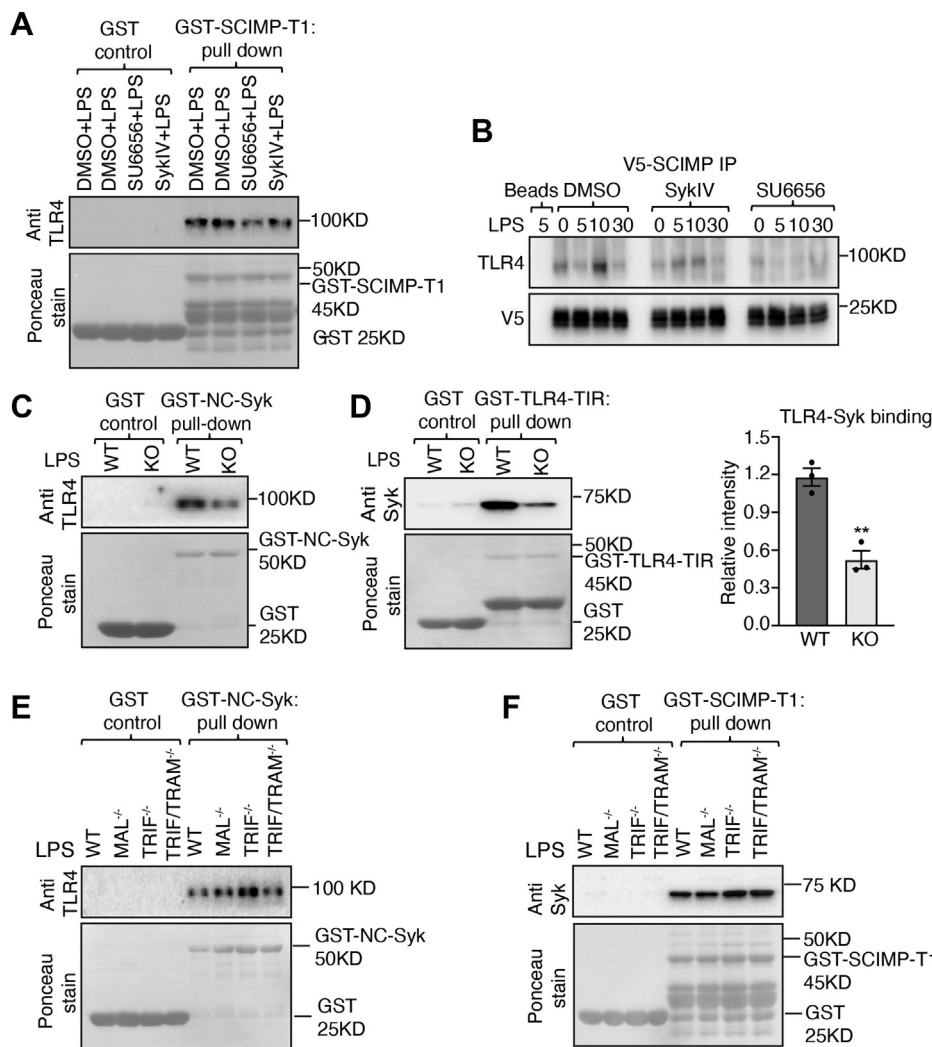 A
GST
control
GST-SCIMP-T1:
pull down
DMSO+LPS
DMSO+LPS
SU6656+LPS
SykIV+LPS
DMSO+LPS
DMSO+LPS
SU6656+LPS
SykIV+LPS
Anti
TLR4
100KD
Ponceau
stain
50KD
GST-SCIMP-T1
45KD
GST 25KD
B
V5-SCIMP IP
Beads DMSO SykIV SU6656
LPS 5 0 5 10 30 0 5 10 30 0 5 10 30
TLR4
100KD
V5
25KD
C
GST
control
GST-NC-Syk
pull-down
LPS
WT
KO
WT
KO
Anti
TLR4
100KD
Ponceau
stain
GST-NC-Syk
50KD
GST
25KD
D
GST
control
GST-TLR4-TIR:
pull down
LPS
WT
KO
WT
KO
Anti
Syk
75KD
Ponceau
stain
50KD
GST-TLR4-TIR
45KD
GST
25KD
TLR4-Syk binding
Relative intensity
1.5
1.2
0.9
0.6
0.3
0.0
**
WT KO
E
GST
control
GST-NC-Syk:
pull down
LPS
WT
MAL-/-
TRIF-/-
TRIF/TRAM-/-
WT
MAL-/-
TRIF-/-
TRIF/TRAM-/-
Anti
TLR4
100 KD
Ponceau
stain
GST-NC-Syk
50KD
GST
25KD
F
GST
control
GST-SCIMP-T1:
pull down
LPS
WT
MAL-/-
TRIF-/-
TRIF/TRAM-/-
WT
MAL-/-
TRIF-/-
TRIF/TRAM-/-
Anti
Syk
75 KD
Ponceau
stain
50KD
GST-SCIMP-T1
45KD
GST
25KD